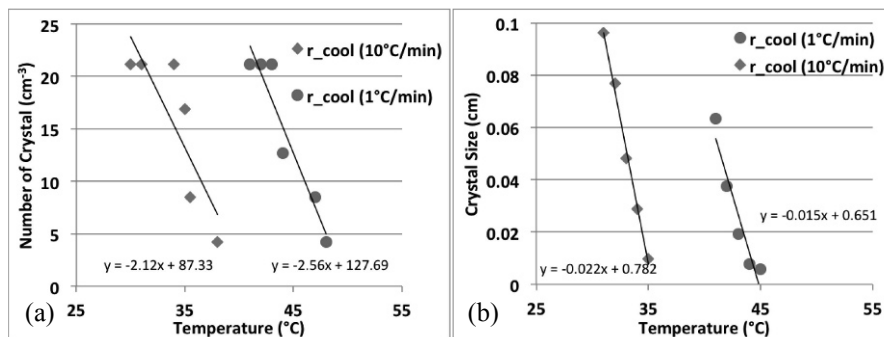 25
20
15
10
5
0
Number of Crystal (cm⁻³)
r_cool (10°C/min)
r_cool (1°C/min)
y = -2.12x + 87.33
y = -2.56x + 127.69
25
35
45
55
(a)
Temperature (°C)
0.1
0.08
0.06
0.04
0.02
0
Crystal Size (cm)
r_cool (1°C/min)
r_cool (10°C/min)
y = -0.015x + 0.651
y = -0.022x + 0.782
25
35
45
55
(b)
Temperature (°C)